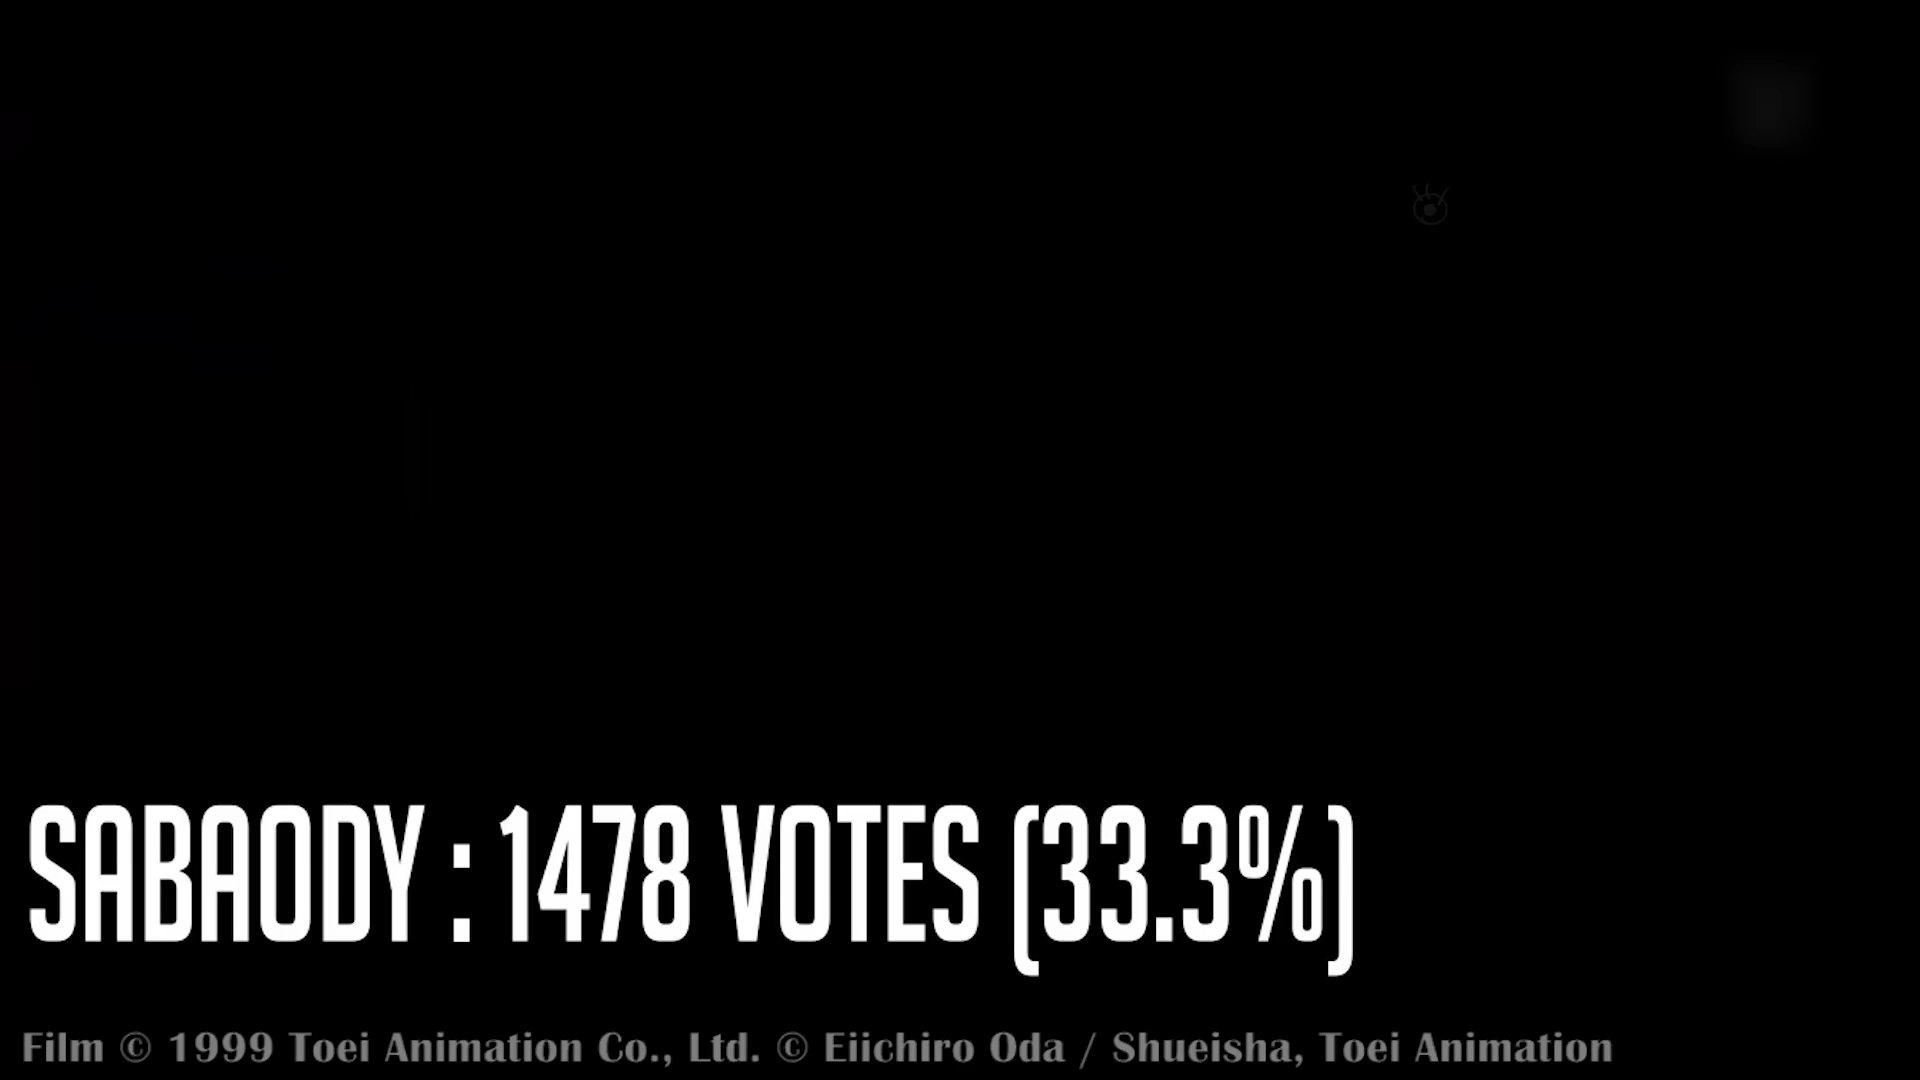 SABAODY : 1478 VOTES (33.3%)
Film © 1999 Toei Animation Co., Ltd. © Eiichiro Oda / Shueisha, Toei Animation